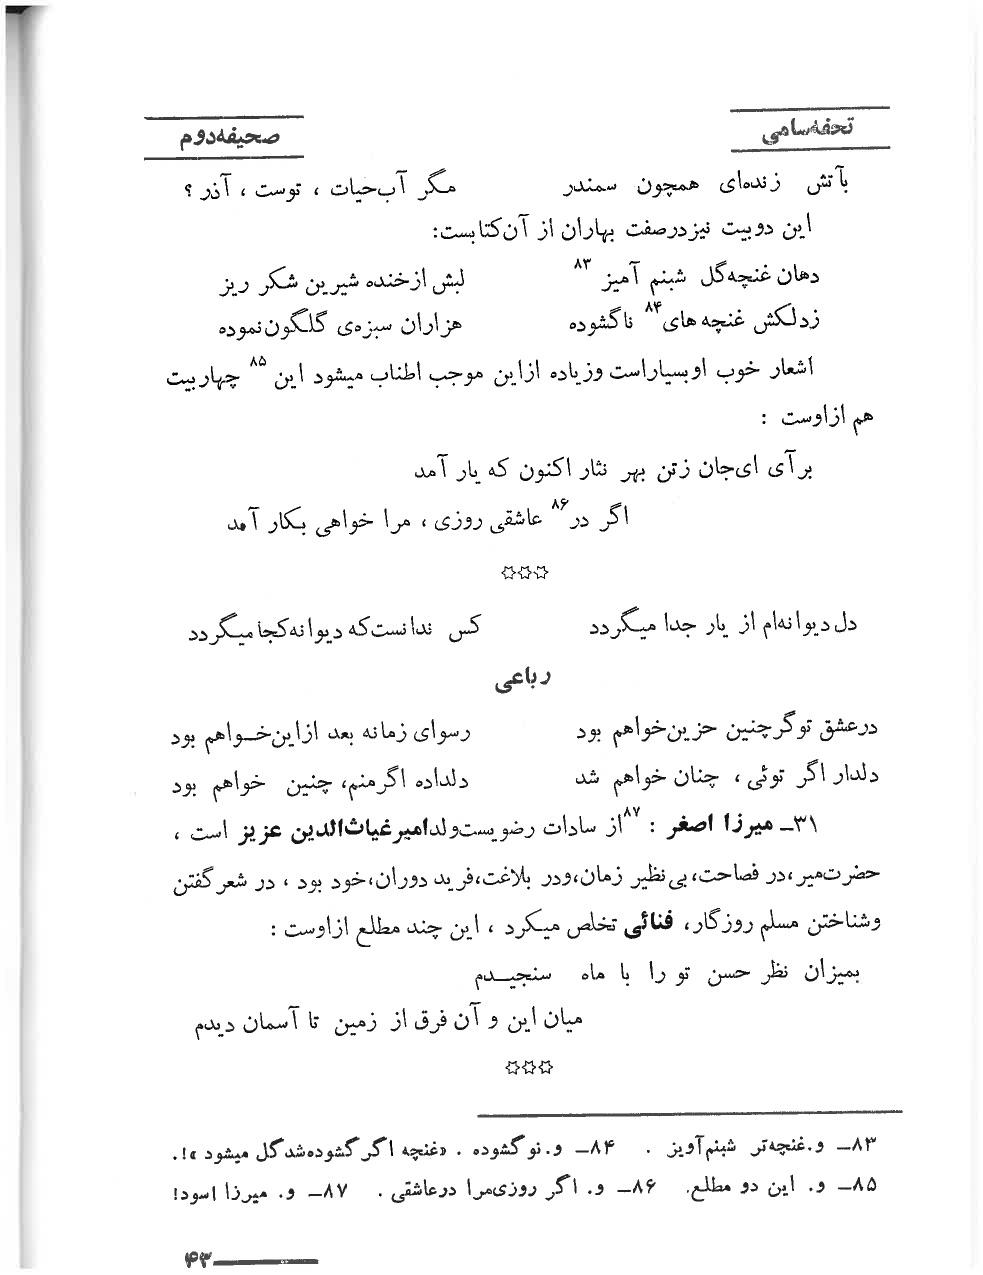 تحفه‌سامی    صحیفه‌دوم
بآتش زنده‌ای همچون سمندر    مگر آب‌حیات ، توست ، آذر ؟
این دوبیت نیزدرصفت بهاران از آن‌کتابست:
دهان غنچه‌گل شبنم آمیز ۸۳    لبش ازخنده شیرین شکر ریز
زدلکش غنچه های۸۴ ناگشوده    هزاران سبزه‌ی گلگون‌نموده
اشعار خوب اوبسیاراست وزیاده ازاین موجب اطناب میشود این ۸۵ چهاربیت
هم ازاوست :
برآی ای‌جان زتن بهر نثار اکنون که یار آمد
اگر در۸۶ عاشقی روزی ، مرا خواهی بکار آمد
✩✩✩
دل‌دیوانه‌ام از یار جدا میگردد    کس ندانست‌که دیوانه‌کجا میگردد
رباعی
درعشق توگرچنین حزین‌خواهم بود    رسوای زمانه بعد ازاین‌خواهم بود
دلدار اگر توئی ، چنان خواهم شد    دلداده اگرمنم، چنین خواهم بود
۳۱ـ میرزا اصغر : ۸۷از سادات رضویست‌ولدامیرغیاث‌الدین عزیز است ،
حضرت‌میر،در فصاحت،بی‌نظیر زمان،ودر بلاغت،فرید دوران،خود بود ، در شعرگفتن
وشناختن مسلم روزگار، فنائی تخلص میکرد ، این چند مطلع ازاوست :
بمیزان نظر حسن تو را با ماه سنجیدم
میان این و آن فرق از زمین تا آسمان دیدم
✩✩✩
۸۳ـ و.غنچه‌تر شبنم‌آویز . ۸۴ـ و.نوگشوده . «غنچه اگرگشوده‌شدگل میشود»!.
۸۵ـ و. این دو مطلع. ۸۶ـ و. اگر روزی‌مرا درعاشقی . ۸۷ـ و. میرزا اسود!
۴۳